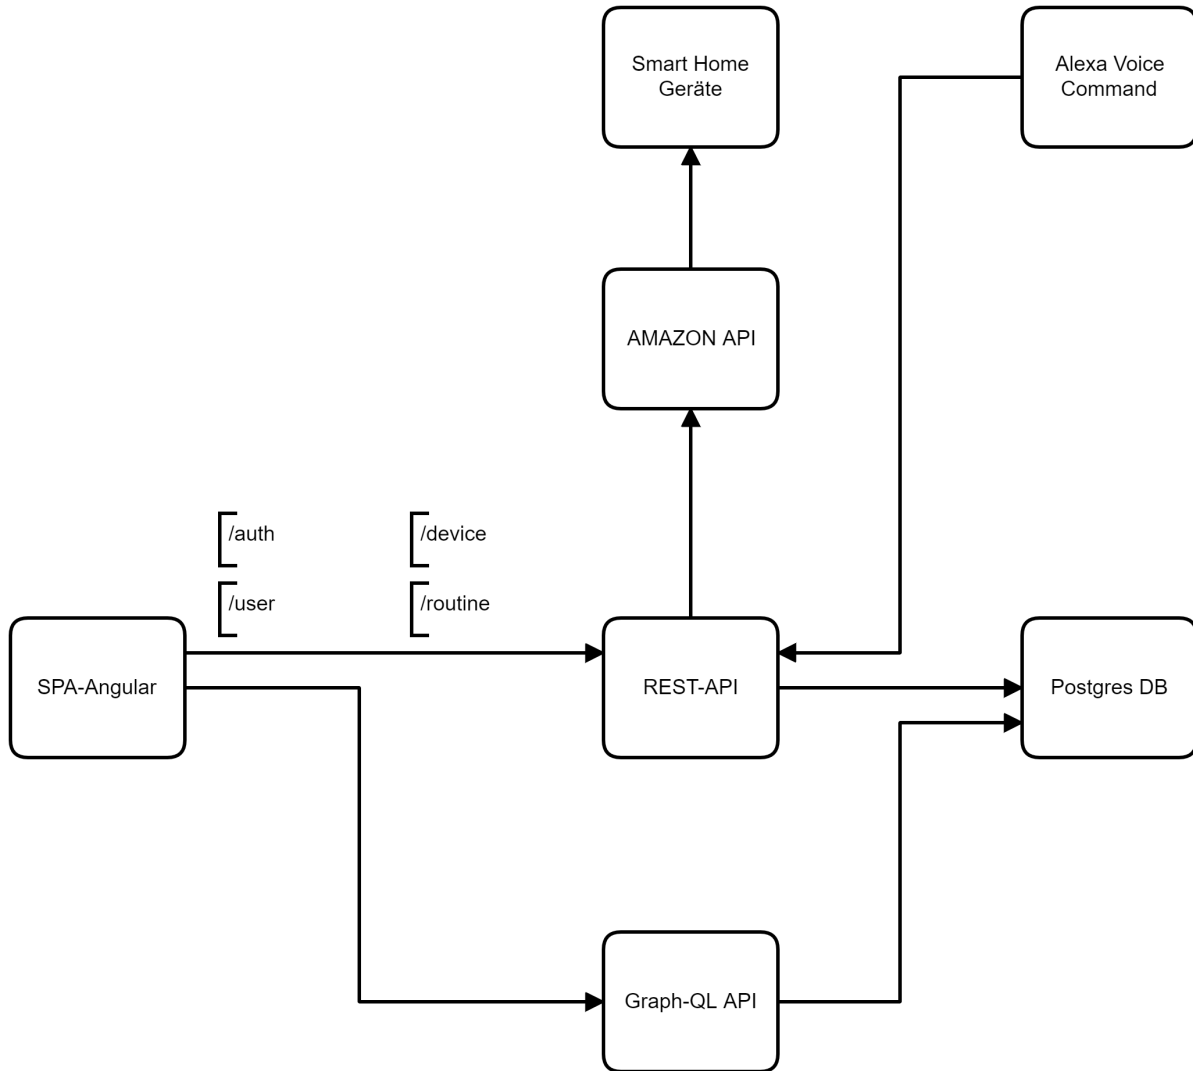 Smart Home
Geräte
Alexa Voice
Command
AMAZON API
/auth
/device
/user
/routine
SPA-Angular
REST-API
Postgres DB
Graph-QL API